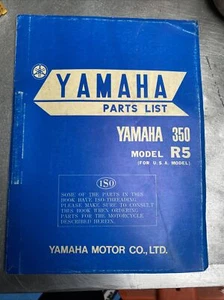 YAMAHA
PARTS LIST
YAMAHA 350
MODEL R5
(FOR U.S.A. MODEL)
ISO
SOME OF THE PARTS IN THIS
BOOK HAVE ISO-THREADING
PLEASE MAKE SURE TO CONSULT
THIS BOOK WHEN ORDERING
PARTS FOR THE MOTORCYCLE
DESCRIBED HEREIN.
YAMAHA MOTOR CO., LTD.